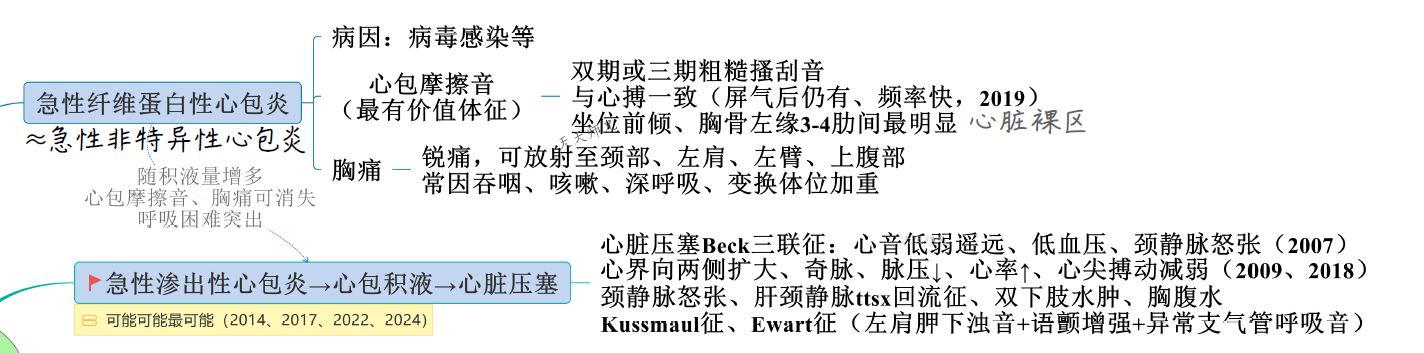 病因：病毒感染等
急性纤维蛋白性心包炎
≈急性非特异性心包炎
心包摩擦音
（最有价值体征）
双期或三期粗糙搔刮音
与心搏一致（屏气后仍有、频率快，2019）
坐位前倾、胸骨左缘3-4肋间最明显 心脏裸区
胸痛
锐痛，可放射至颈部、左肩、左臂、上腹部
常因吞咽、咳嗽、深呼吸、变换体位加重
随积液量增多
心包摩擦音、胸痛可消失
呼吸困难突出
急性渗出性心包炎→心包积液→心脏压塞
可能可能最可能（2014、2017、2022、2024）
心脏压塞Beck三联征：心音低弱遥远、低血压、颈静脉怒张（2007）
心界向两侧扩大、奇脉、脉压↓、心率↑、心尖搏动减弱（2009、2018）
颈静脉怒张、肝颈静脉ttsx回流征、双下肢水肿、胸腹水
Kussmaul征、Ewart征（左肩胛下浊音+语颤增强+异常支气管呼吸音）